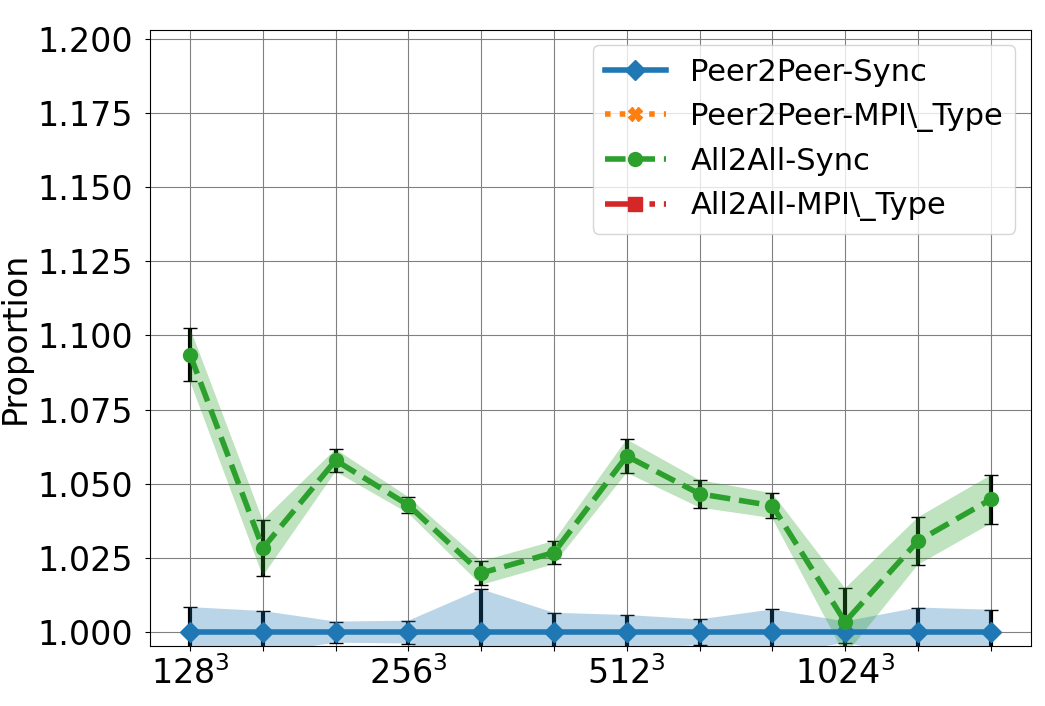 1.200
1.175
1.150
1.125
1.100
1.075
1.050
1.025
1.000
Proportion
Peer2Peer-Sync
Peer2Peer-MPI\_Type
All2All-Sync
All2All-MPI\_Type
128³ 256³ 512³ 1024³